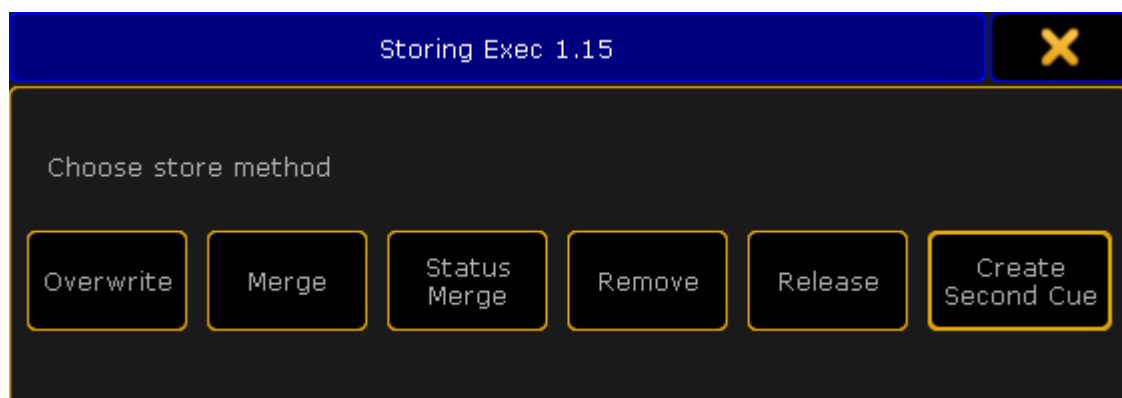 Storing Exec 1.15
Choose store method
Overwrite
Merge
Status
Merge
Remove
Release
Create
Second Cue